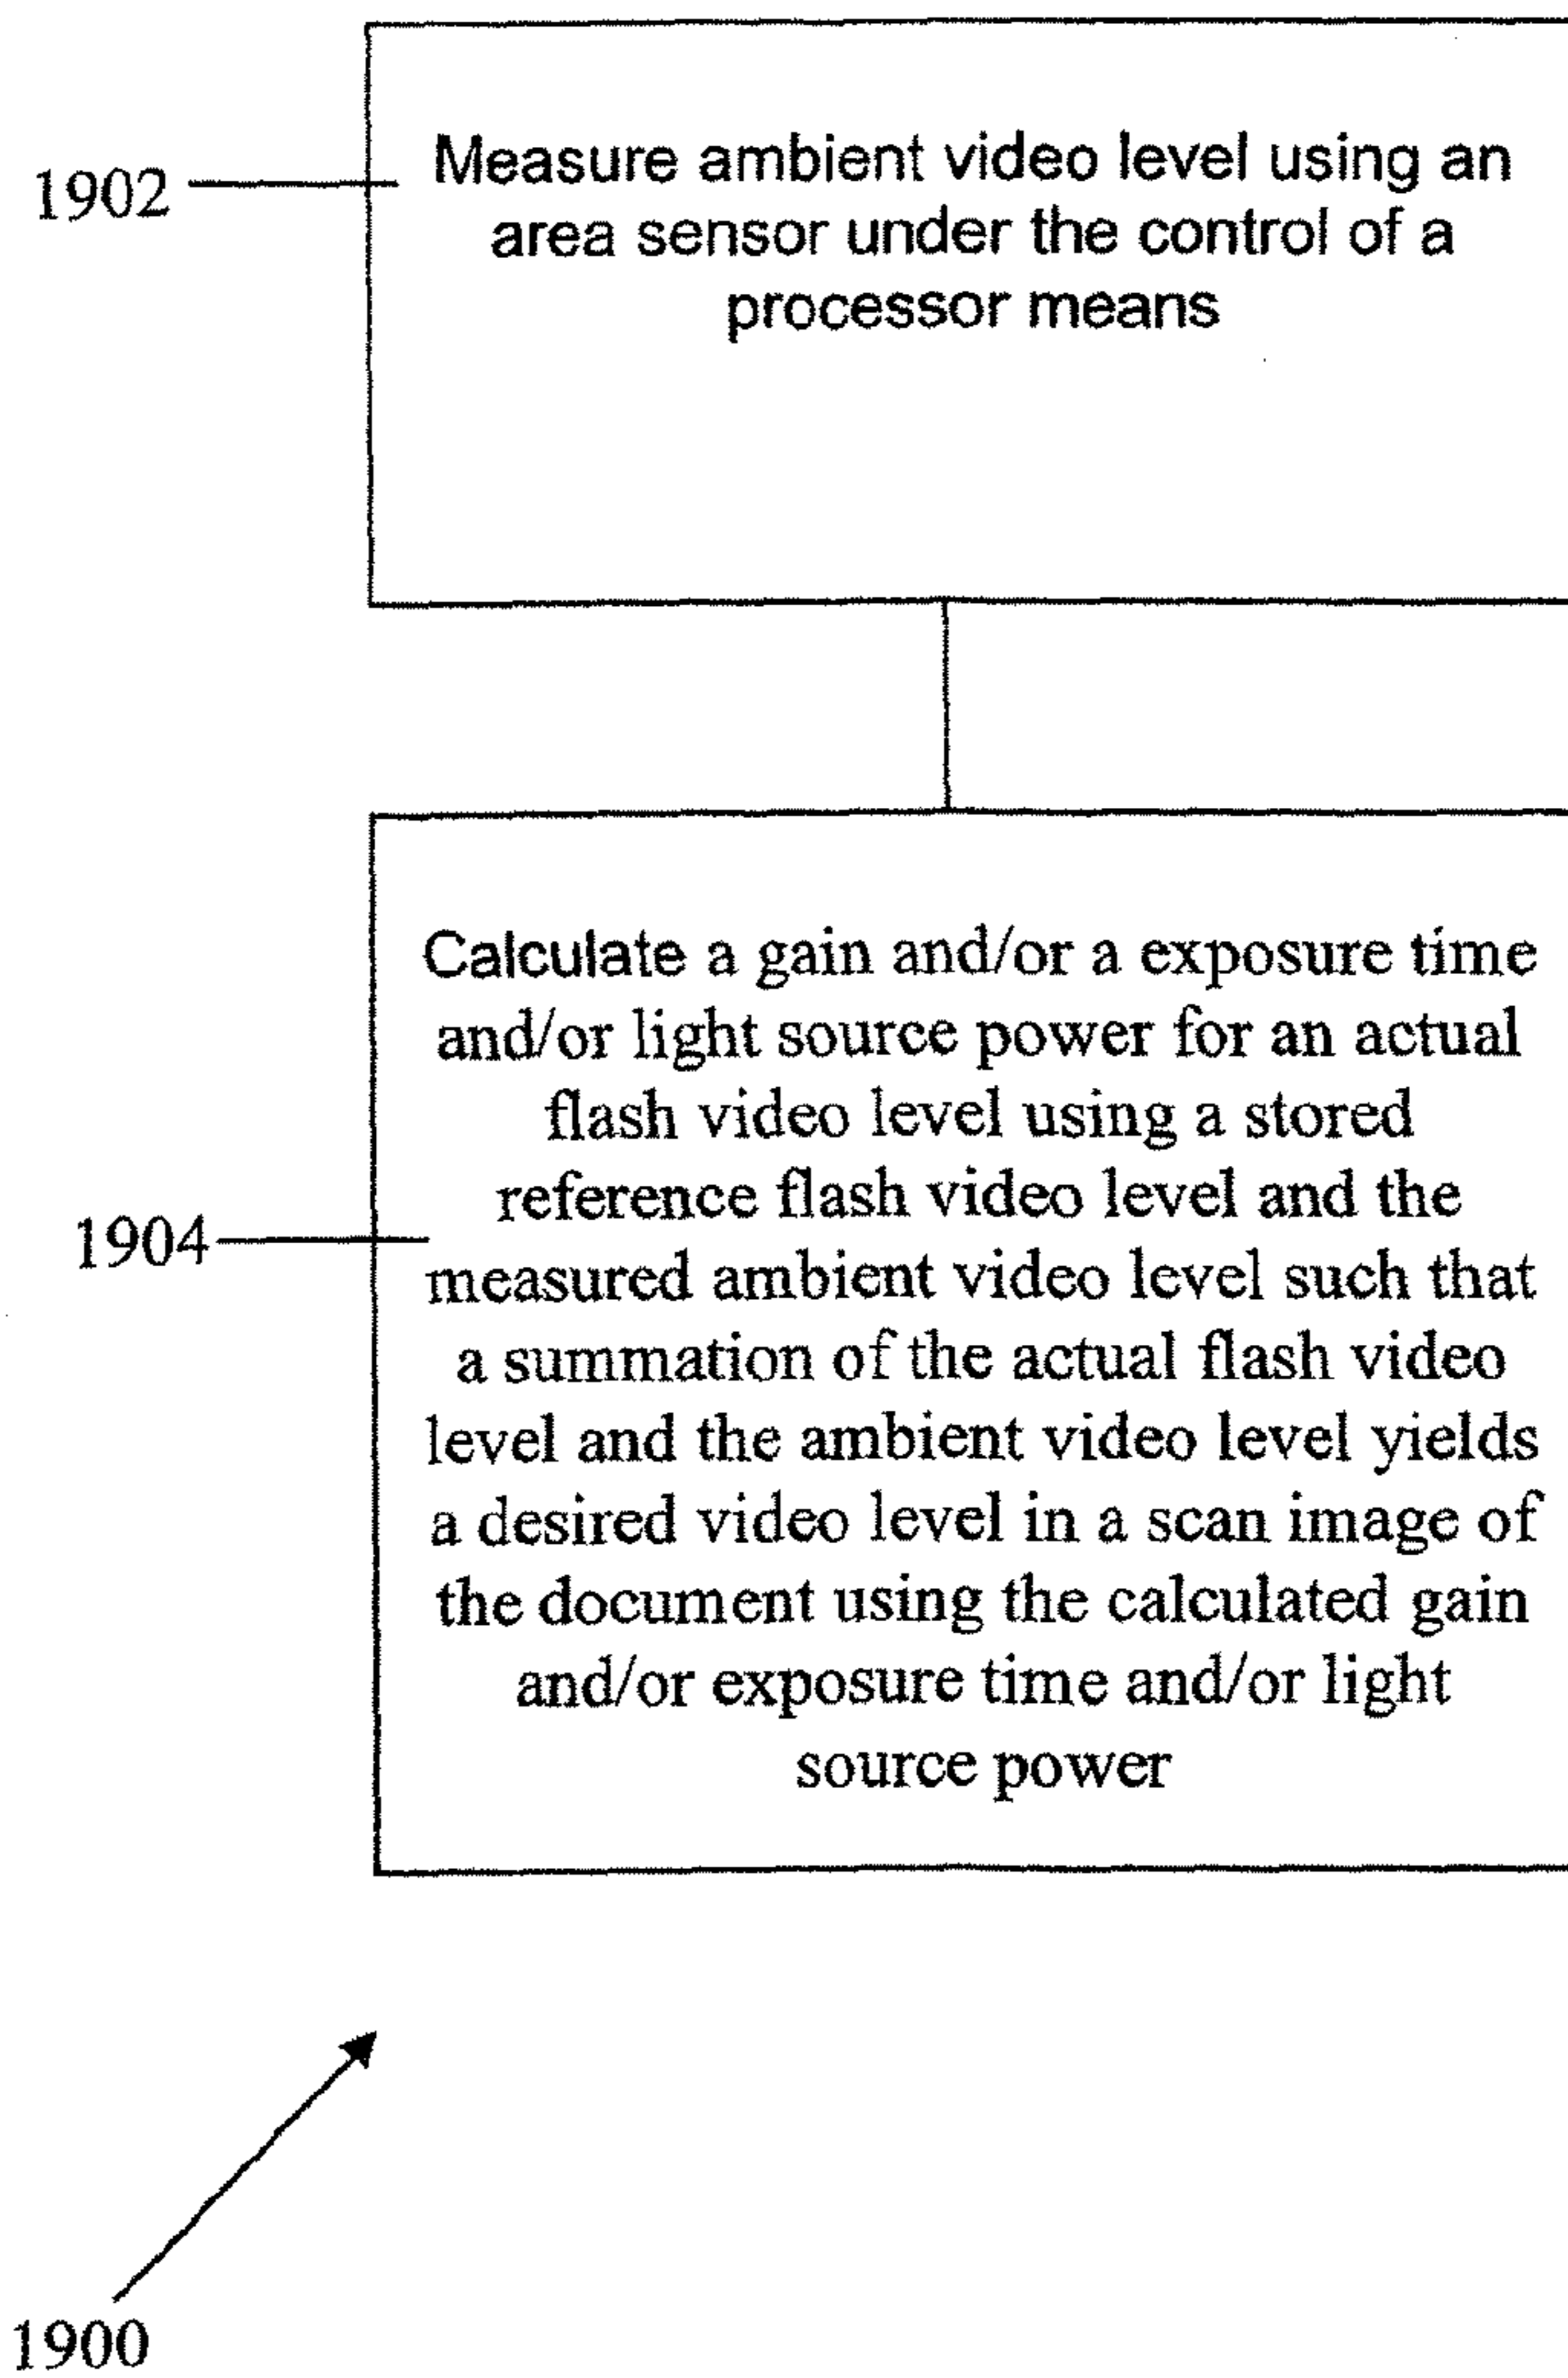 1902
Measure ambient video level using an
area sensor under the control of a
processor means
Calculate a gain and/or a exposure time
and/or light source power for an actual
flash video level using a stored
reference flash video level and the
1904
measured ambient video level such that
a summation of the actual flash video
level and the ambient video level yields
a desired video level in a scan image of
the document using the calculated gain
and/or exposure time and/or light
source power
1900